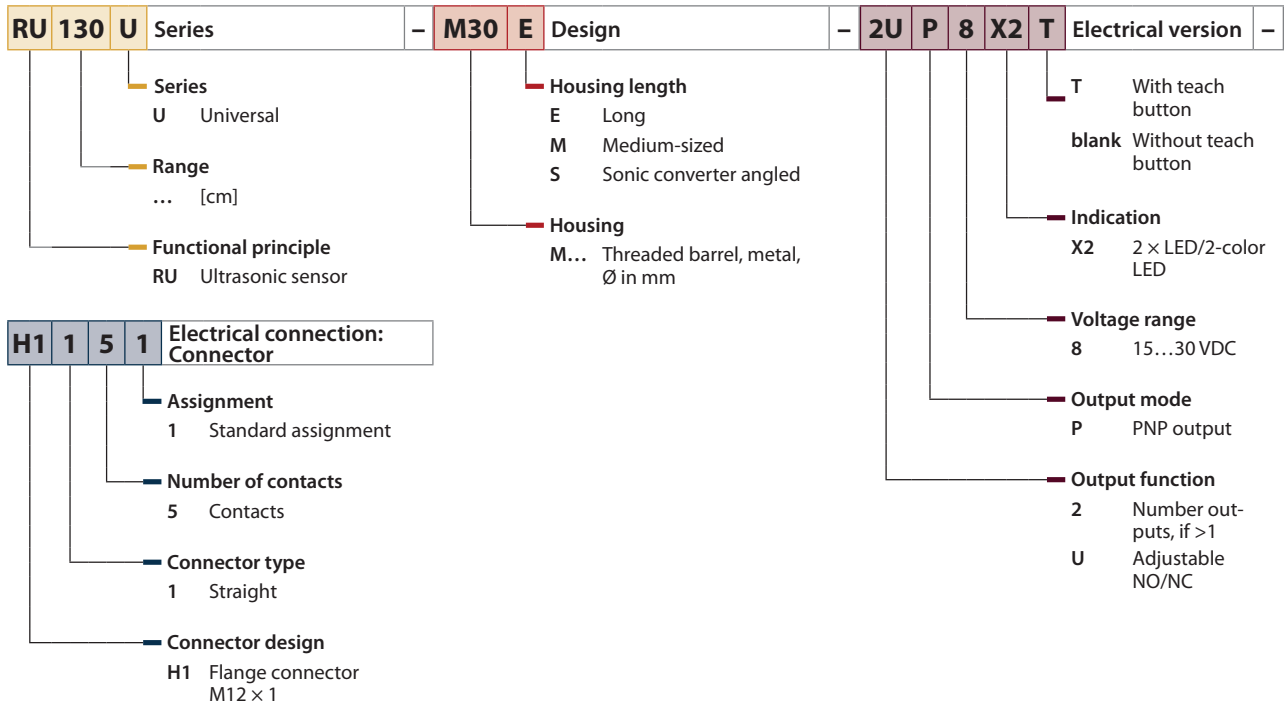 RU 130 U Series – M30 E Design – 2U P 8 X2 T Electrical version –
Series
U Universal
Range
… [cm]
Functional principle
RU Ultrasonic sensor
Housing length
E Long
M Medium-sized
S Sonic converter angled
Housing
M… Threaded barrel, metal,
Ø in mm
T With teach
button
blank Without teach
button
Indication
X2 2 × LED/2-color
LED
Voltage range
8 15…30 VDC
Output mode
P PNP output
Output function
2 Number out-
puts, if >1
U Adjustable
NO/NC
H1 1 5 1 Electrical connection:
Connector
Assignment
1 Standard assignment
Number of contacts
5 Contacts
Connector type
1 Straight
Connector design
H1 Flange connector
M12 × 1